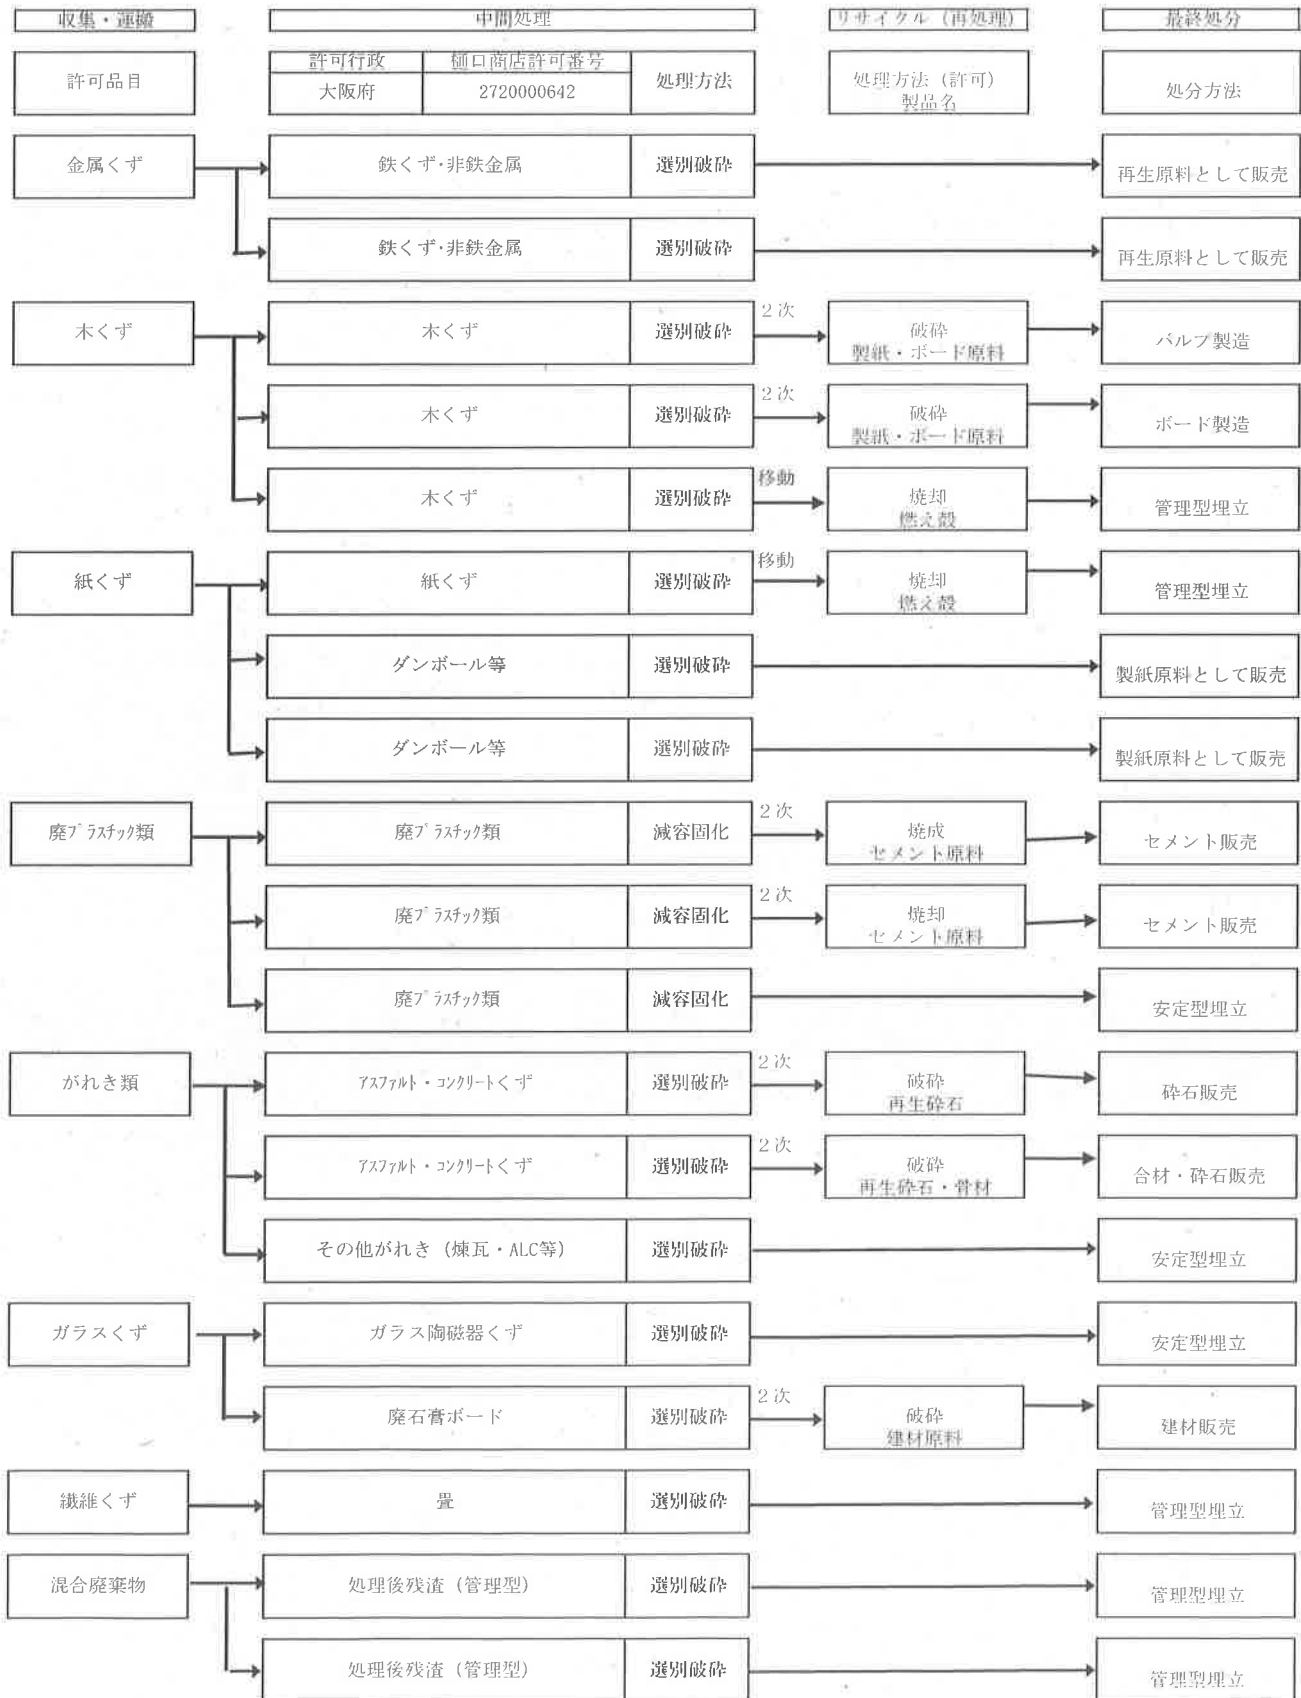 収集・運搬
中間処理
リサイクル（再処理）
最終処分
許可品目
許可行政
樋口商店許可番号
大阪府
2720000642
処理方法
処理方法（許可）
製品名
処分方法
金属くず
鉄くず・非鉄金属
選別破砕
再生原料として販売
鉄くず・非鉄金属
選別破砕
再生原料として販売
木くず
木くず
選別破砕
2次
破砕
製紙・ボード原料
パルプ製造
木くず
選別破砕
2次
破砕
製紙・ボード原料
ボード製造
木くず
選別破砕
移動
焼却
燃え殻
管理型埋立
紙くず
紙くず
選別破砕
移動
焼却
燃え殻
管理型埋立
ダンボール等
選別破砕
製紙原料として販売
ダンボール等
選別破砕
製紙原料として販売
廃ﾌﾟﾗｽﾁｯｸ類
廃ﾌﾟﾗｽﾁｯｸ類
減容固化
2次
焼成
セメント原料
セメント販売
廃ﾌﾟﾗｽﾁｯｸ類
減容固化
2次
焼却
セメント原料
セメント販売
廃ﾌﾟﾗｽﾁｯｸ類
減容固化
安定型埋立
がれき類
ｱｽﾌｧﾙﾄ・ｺﾝｸﾘｰﾄくず
選別破砕
2次
破砕
再生砕石
砕石販売
ｱｽﾌｧﾙﾄ・ｺﾝｸﾘｰﾄくず
選別破砕
2次
破砕
再生砕石・骨材
合材・砕石販売
その他がれき（煉瓦・ALC等）
選別破砕
安定型埋立
ガラスくず
ガラス陶磁器くず
選別破砕
安定型埋立
廃石膏ボード
選別破砕
2次
破砕
建材原料
建材販売
繊維くず
畳
選別破砕
管理型埋立
混合廃棄物
処理後残渣（管理型）
選別破砕
管理型埋立
処理後残渣（管理型）
選別破砕
管理型埋立